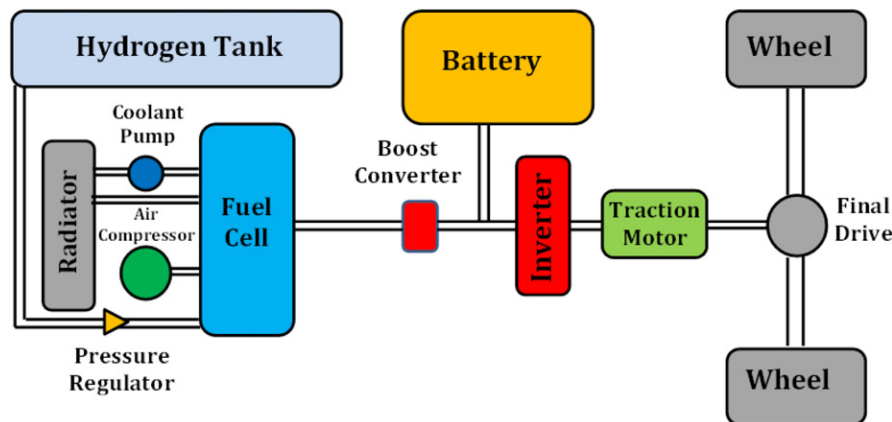 Hydrogen Tank
Battery
Wheel
Coolant
Pump
Boost
Converter
Radiator
Air
Compressor
Fuel
Cell
Inverter
Traction
Motor
Final
Drive
Pressure
Regulator
Wheel